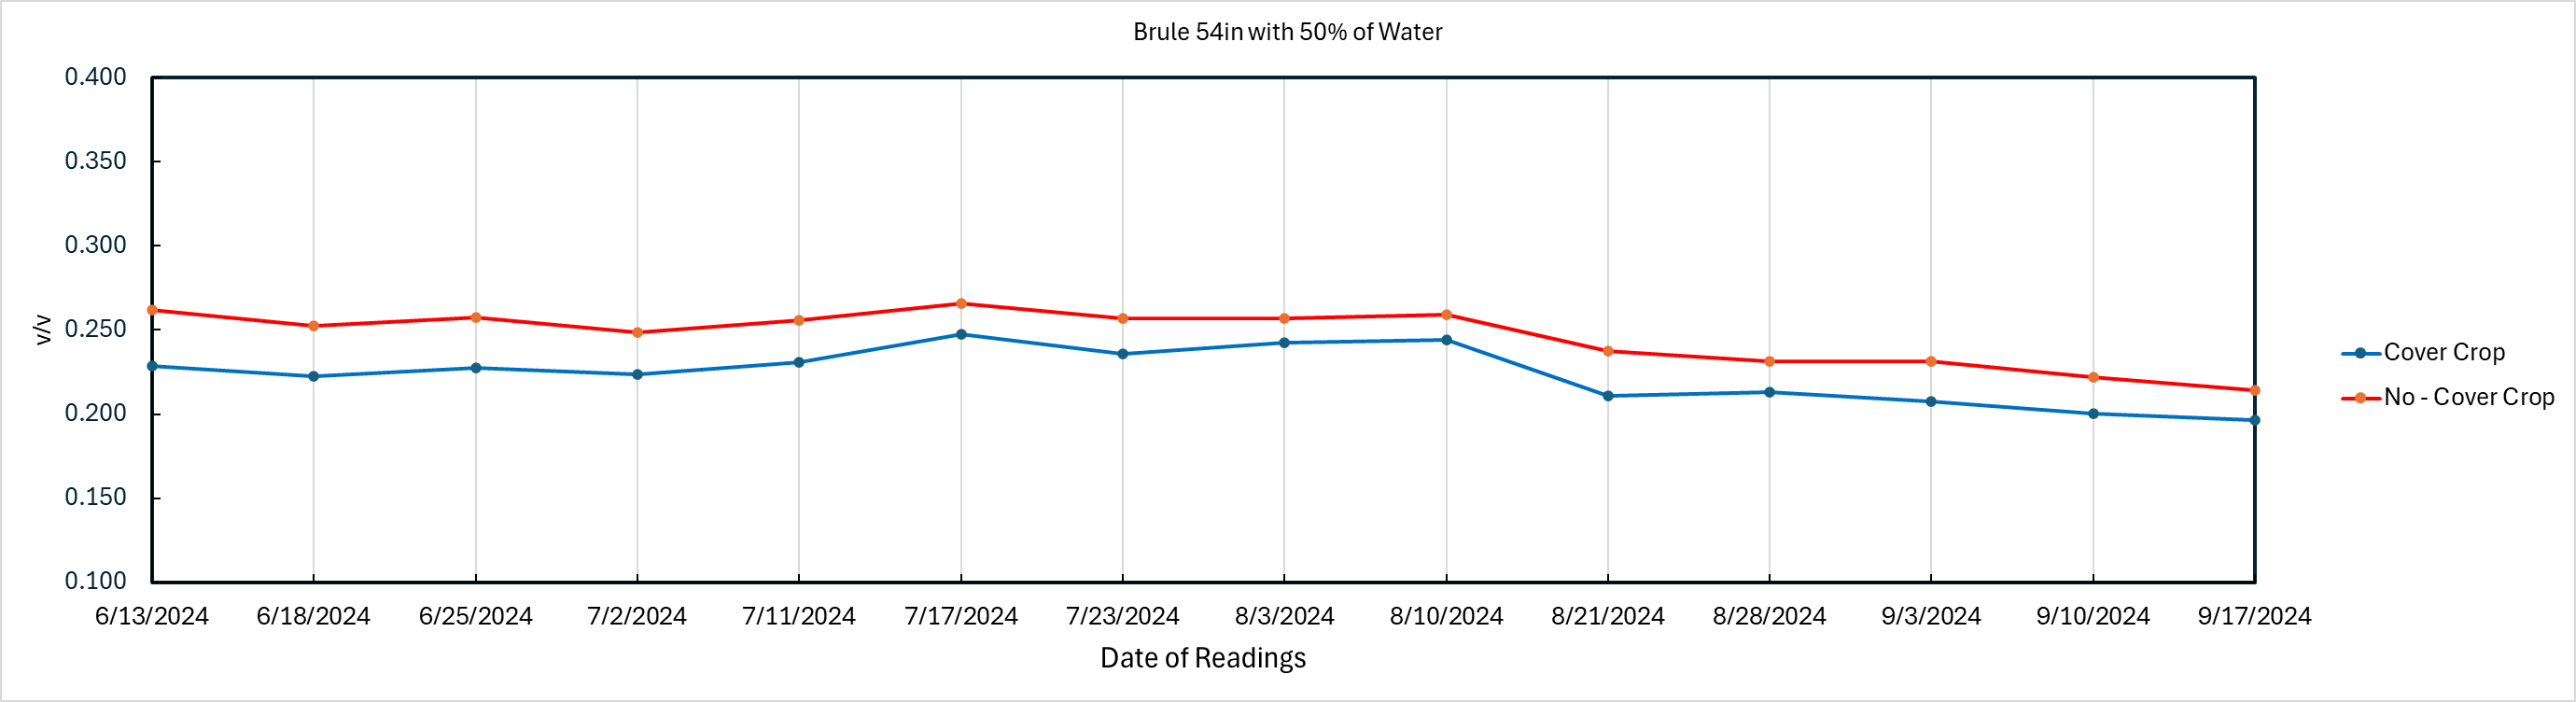 Brule 54in with 50% of Water
0.400
0.350
0.300
0.250
0.200
0.150
0.100
v/v
6/13/2024 6/18/2024 6/25/2024 7/2/2024 7/11/2024 7/17/2024 7/23/2024 8/3/2024 8/10/2024 8/21/2024 8/28/2024 9/3/2024 9/10/2024 9/17/2024
Date of Readings
Cover Crop
No - Cover Crop